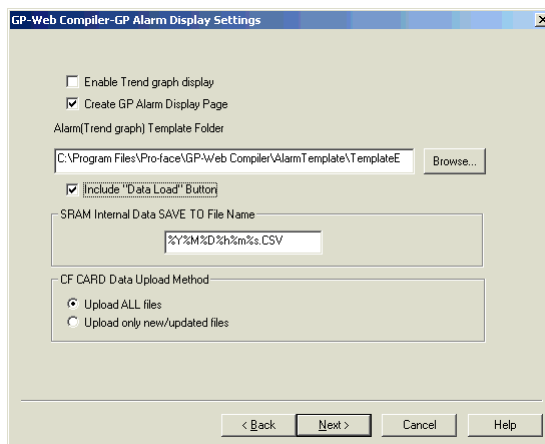 GP-Web Compiler-GP Alarm Display Settings
Enable Trend graph display
Create GP Alarm Display Page
Alarm(Trend graph) Template Folder
C:\Program Files\Pro-face\GP-Web Compiler\AlarmTemplate\TemplateE
Browse...
Include "Data Load" Button
SRAM Internal Data SAVE TO File Name
%Y%M%D%h%m%s.CSV
CF CARD Data Upload Method
Upload ALL files
Upload only new/updated files
< Back Next > Cancel Help